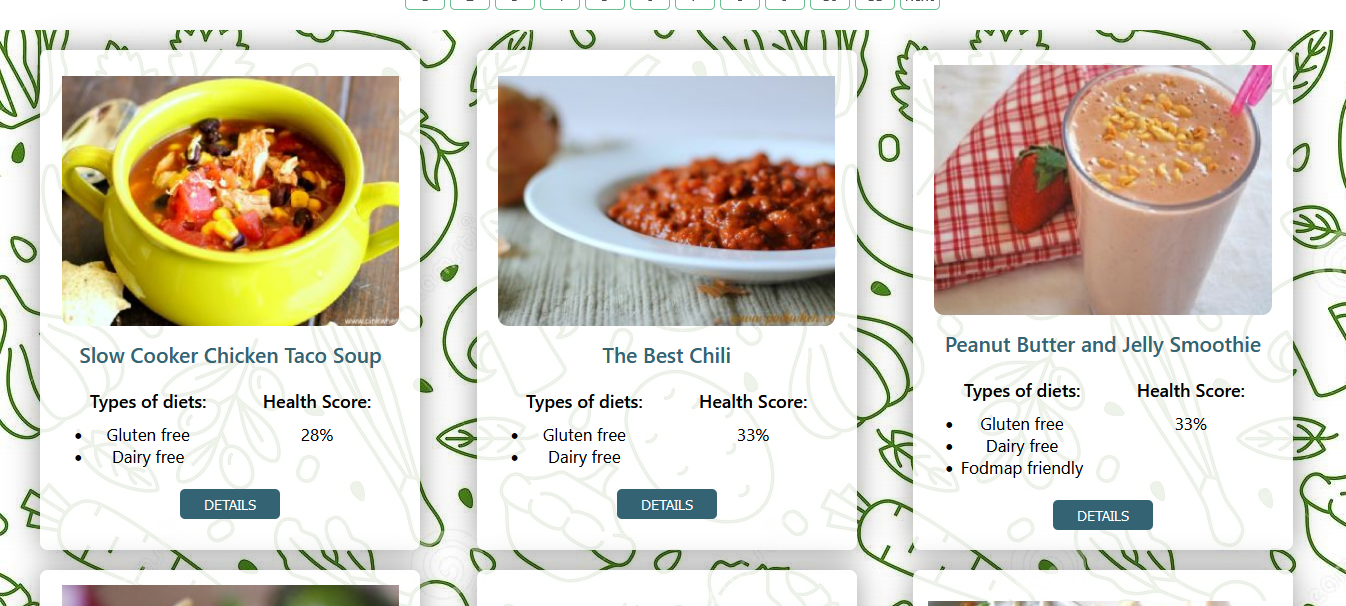 Slow Cooker Chicken Taco Soup
Types of diets:
Health Score:
• Gluten free
28%
• Dairy free
DETAILS
The Best Chili
Types of diets:
Health Score:
• Gluten free
33%
• Dairy free
DETAILS
Peanut Butter and Jelly Smoothie
Types of diets:
Health Score:
• Gluten free
33%
• Dairy free
• Fodmap friendly
DETAILS